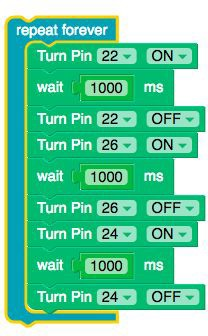 repeat forever
Turn Pin 22 ON
wait 1000 ms
Turn Pin 22 OFF
Turn Pin 26 ON
wait 1000 ms
Turn Pin 26 OFF
Turn Pin 24 ON
wait 1000 ms
Turn Pin 24 OFF